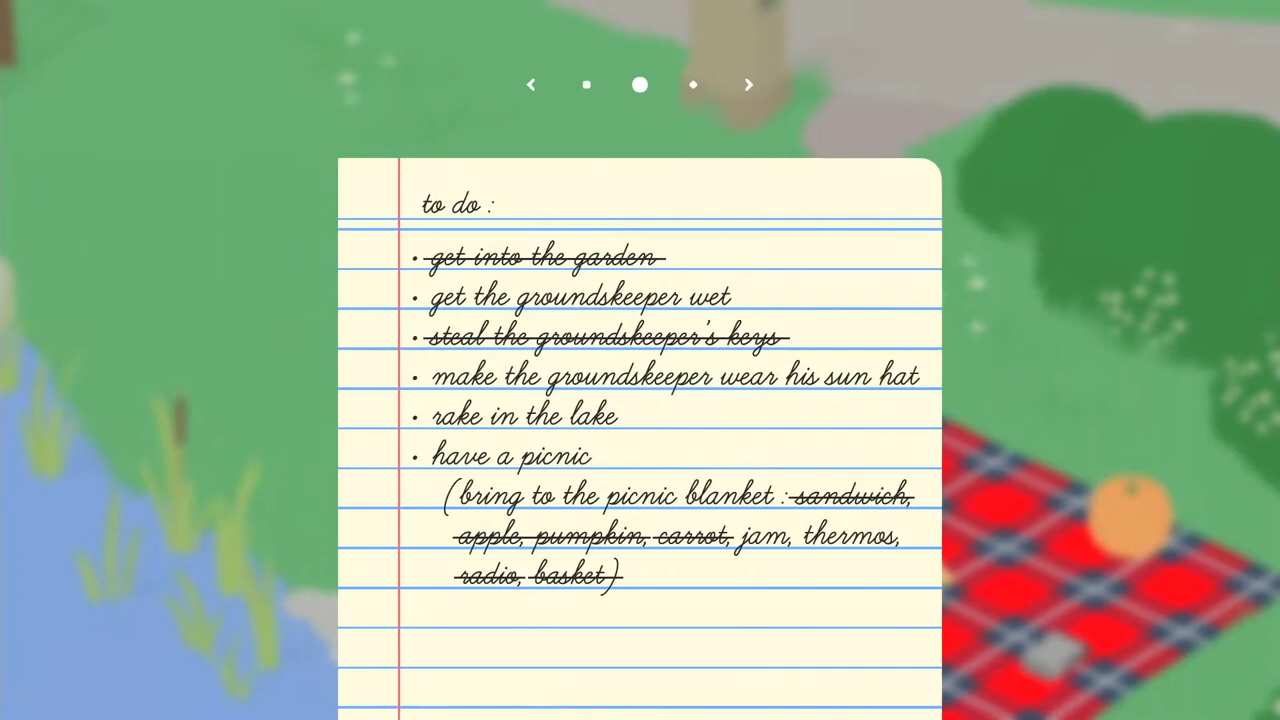 to do :
• get into the garden
• get the groundskeeper wet
• steal the groundskeeper's keys
• make the groundskeeper wear his sun hat
• rake in the lake
• have a picnic
(bring to the picnic blanket : sandwich,
apple, pumpkin, carrot, jam, thermos,
radio, basket)